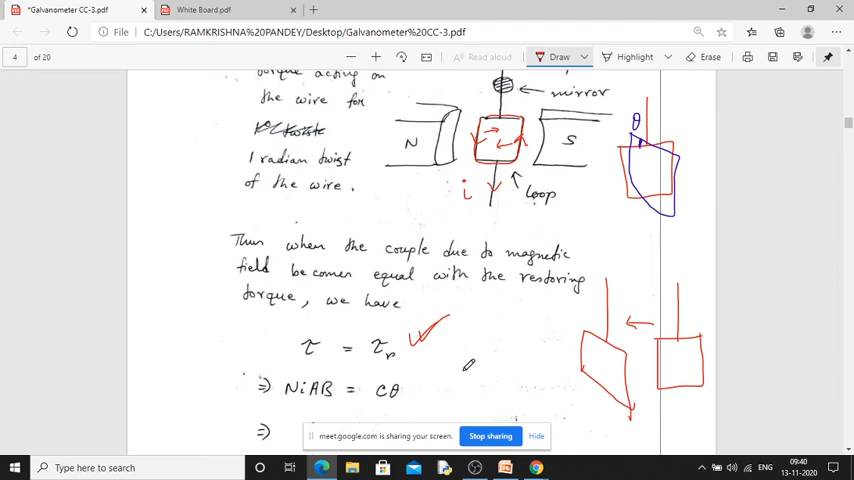 *Galvanometer CC-3.pdf
White Board.pdf
C:/Users/RAMKRISHNA%20PANDEY/Desktop/Galvanometer%20CC-3.pdf
4 of 20
Read aloud
Draw
Highlight
Erase
torque acting on
the wire for
1 radian twist
of the wire.
mirror
N
S
i
loop
θ
Thus when the couple due to magnetic
field becomes equal with the restoring
torque, we have
τ = τr
⇒ NiAB = Cθ
⇒
meet.google.com is sharing your screen.
Stop sharing
Hide
Type here to search
ENG
09:40
13-11-2020